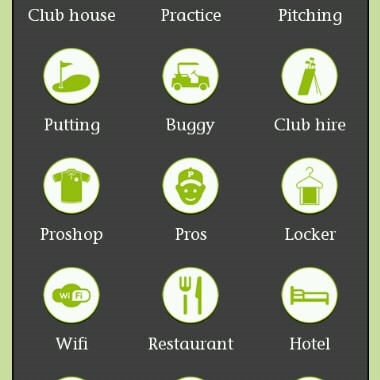 Club house Practice Pitching
Putting Buggy Club hire
P
Proshop Pros Locker
Wi Fi
Wifi Restaurant Hotel